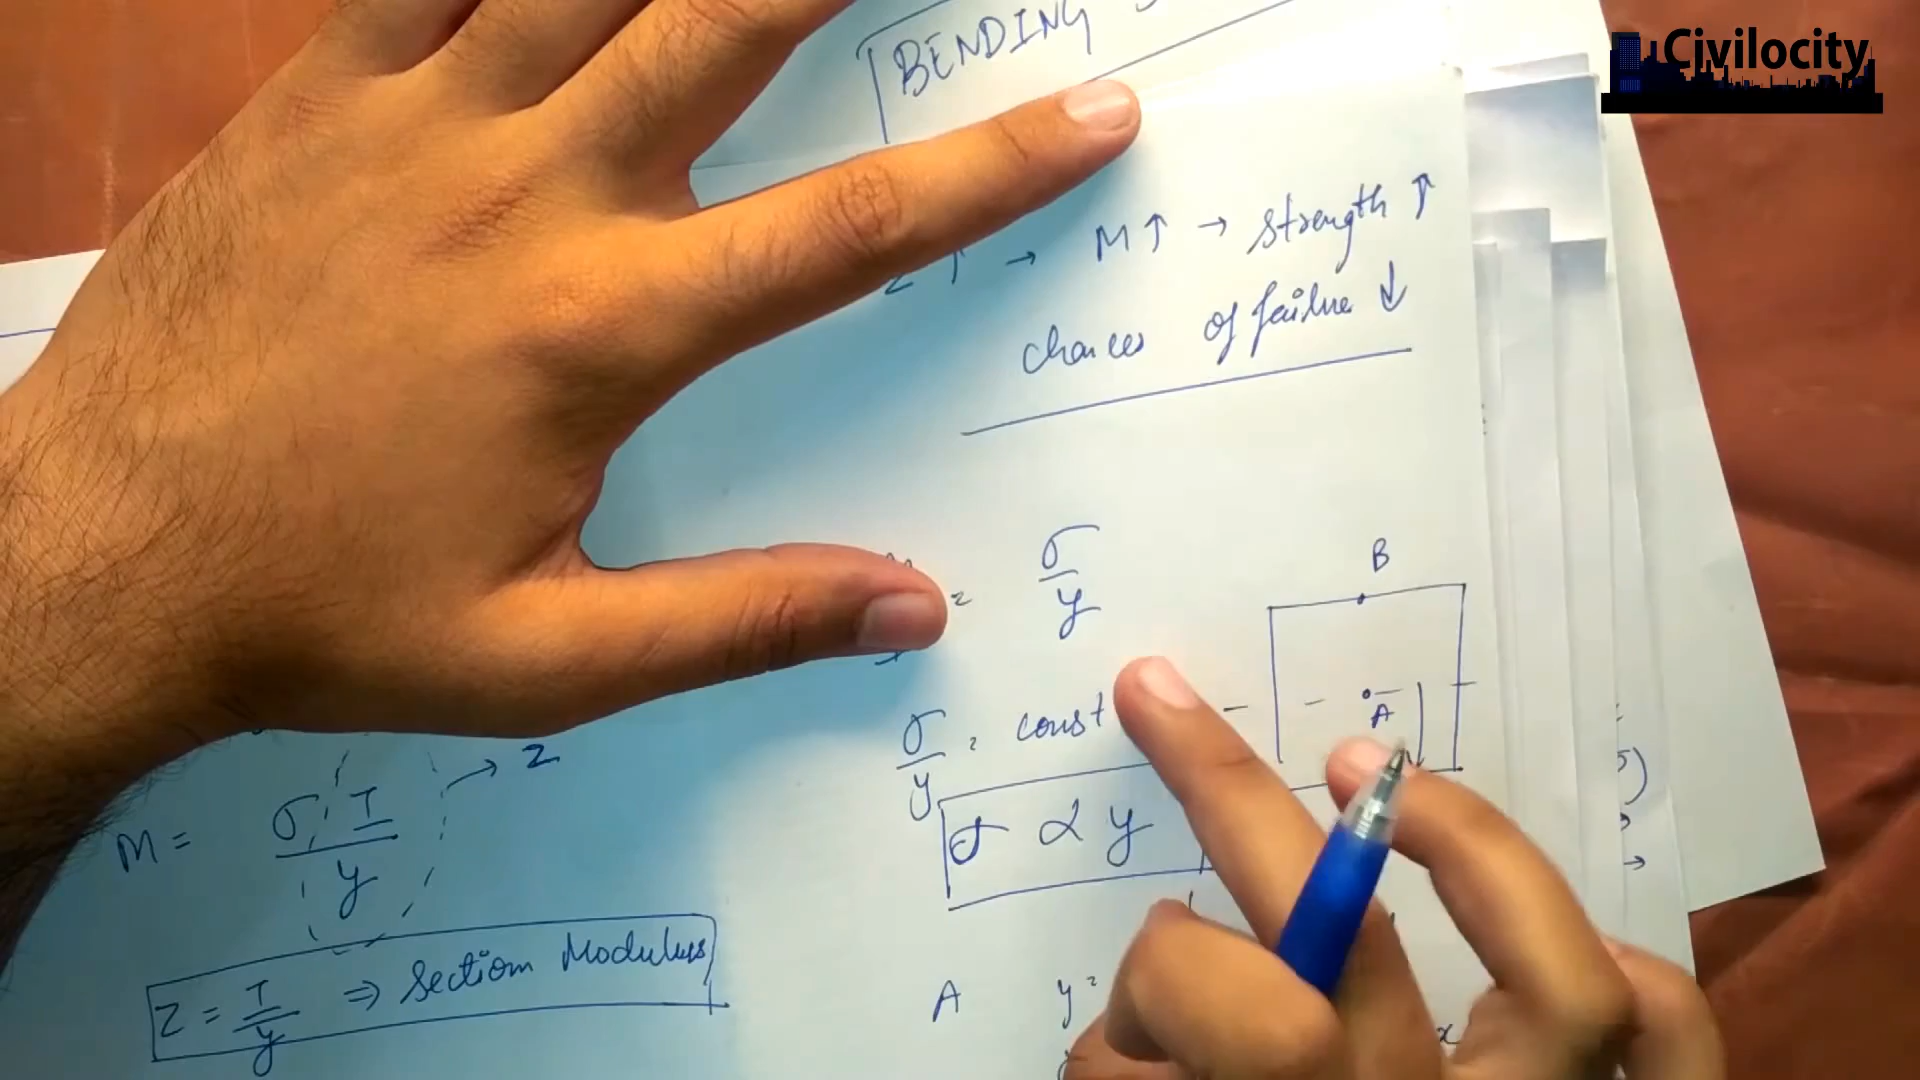 Civilocity
BENDING
Z ↑ → M↑ → strength ↑
chances of failure ↓
= σ/y
B
σ/y = const
A
σ α y
M = σ I/y → Z
Z = I/y ⇒ Section Modulus
A y =
x